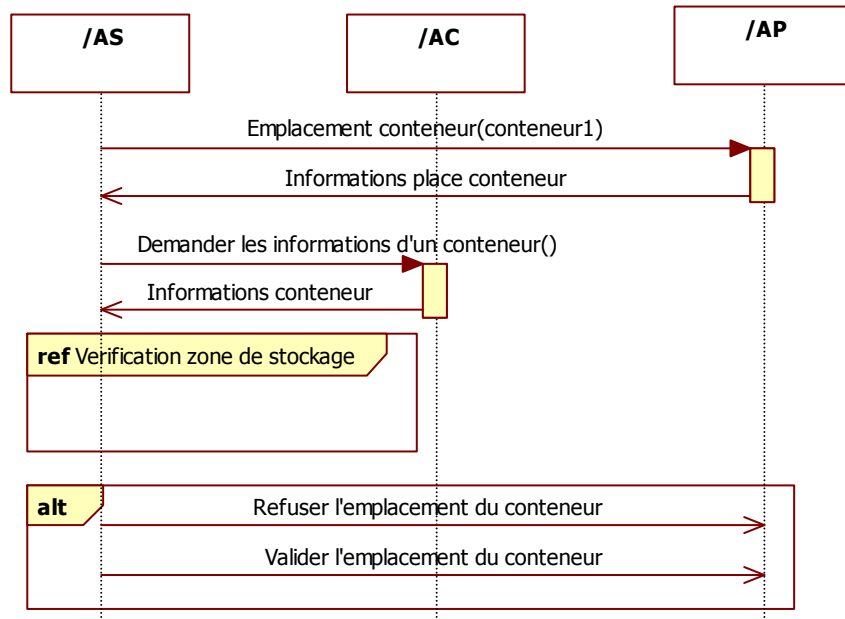 /AS
/AC
/AP
Emplacement conteneur(conteneur1)
Informations place conteneur
Demander les informations d'un conteneur()
Informations conteneur
ref Verification zone de stockage
alt
Refuser l'emplacement du conteneur
Valider l'emplacement du conteneur